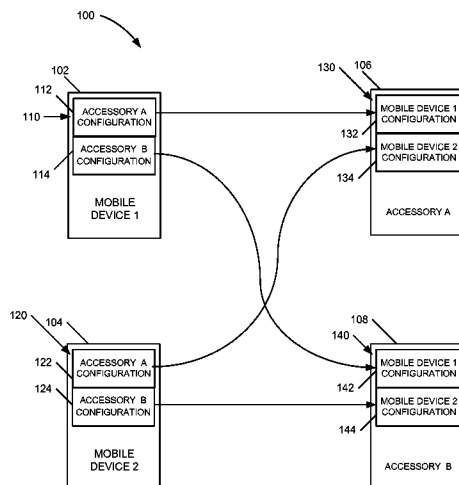 100
102
112
110
114
ACCESSORY A
CONFIGURATION
ACCESSORY B
CONFIGURATION
MOBILE
DEVICE 1
106
130
132
134
MOBILE DEVICE 1
CONFIGURATION
MOBILE DEVICE 2
CONFIGURATION
ACCESSORY A
120
104
122
124
ACCESSORY A
CONFIGURATION
ACCESSORY B
CONFIGURATION
MOBILE
DEVICE 2
108
140
142
144
MOBILE DEVICE 1
CONFIGURATION
MOBILE DEVICE 2
CONFIGURATION
ACCESSORY B